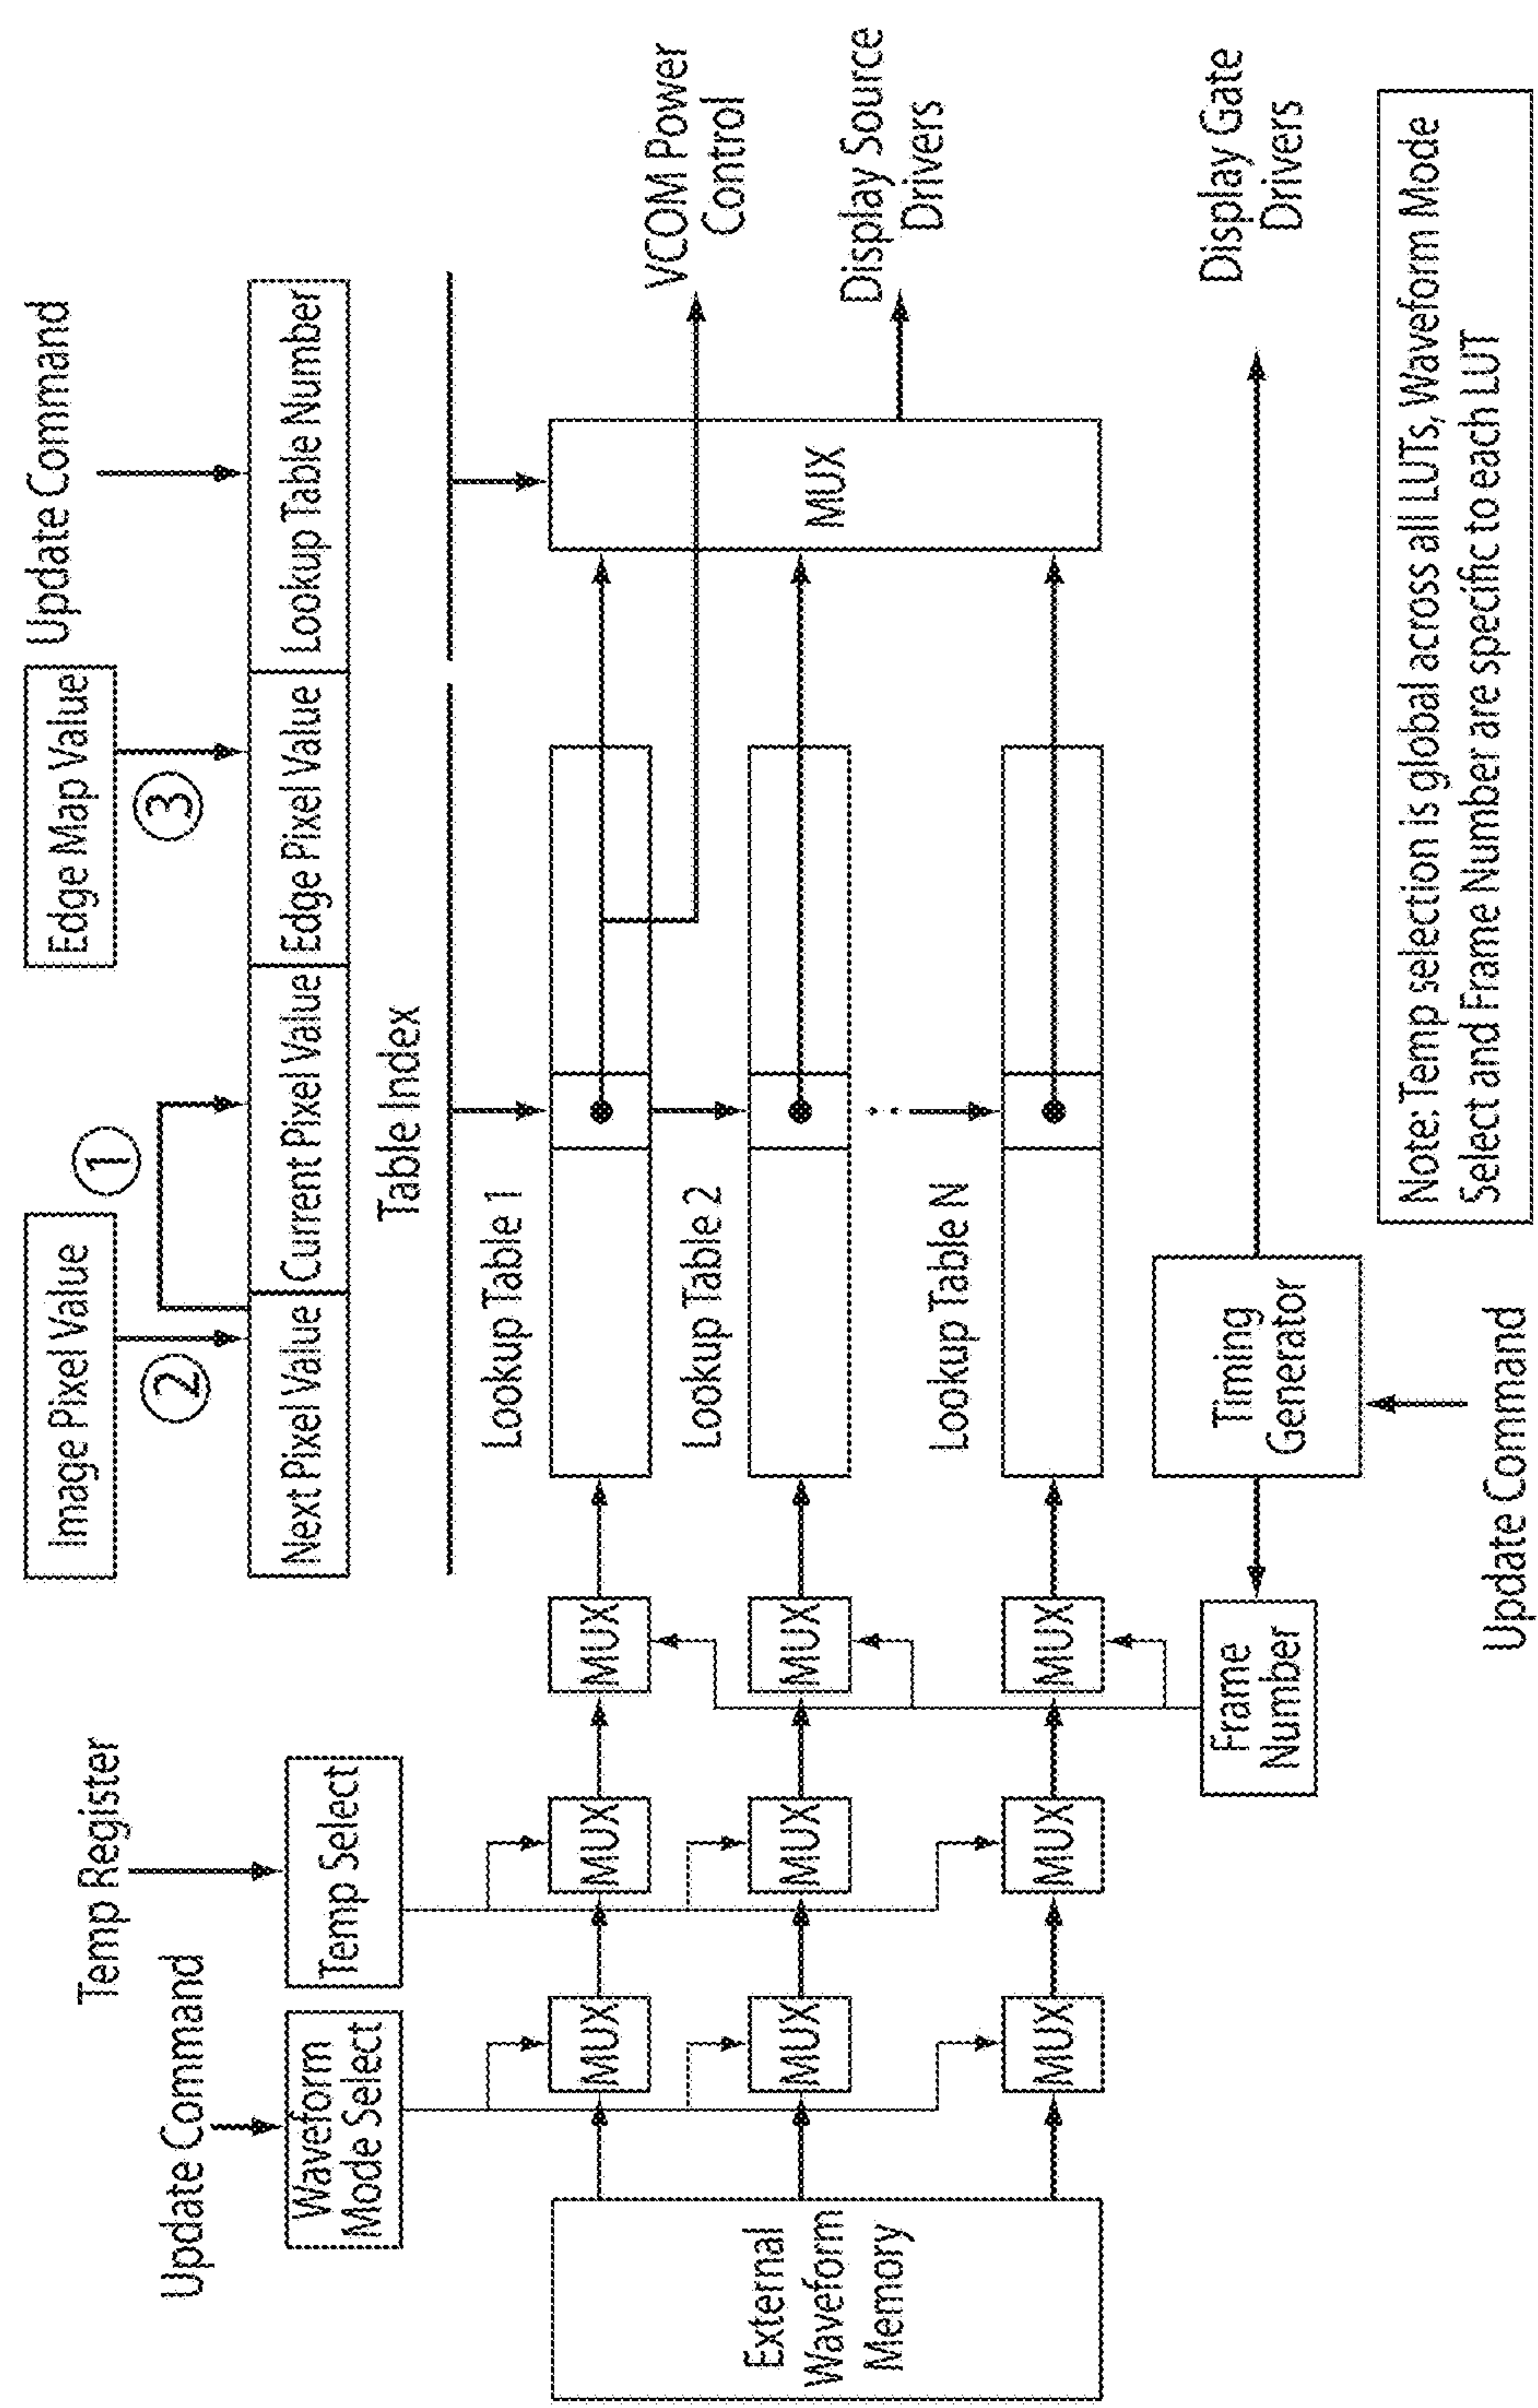 Update Command
Temp Register
Waveform
Mode Select
Temp Select
Image Pixel Value
Edge Map Value
Update Command
①
②
③
Next Pixel Value
Current Pixel Value
Edge Pixel Value
Lookup Table Number
Table Index
External
Waveform
Memory
MUX
MUX
MUX
Lookup Table 1
MUX
MUX
MUX
Lookup Table 2
MUX
MUX
MUX
Lookup Table N
MUX
VCOM Power
Control
Display Source
Drivers
Frame
Number
Timing
Generator
Display Gate
Drivers
Update Command
Note: Temp selection is global across all LUTs, Waveform Mode
Select and Frame Number are specific to each LUT